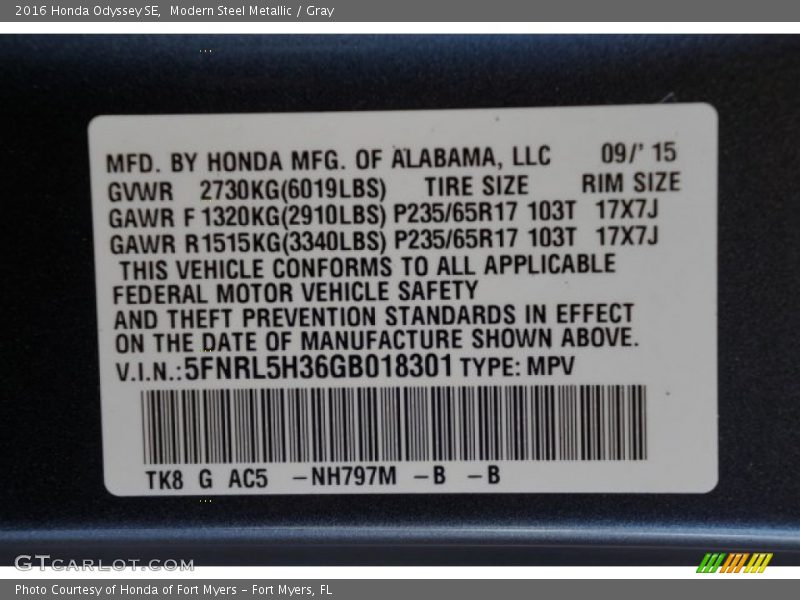 2016 Honda Odyssey SE, Modern Steel Metallic / Gray
MFD. BY HONDA MFG. OF ALABAMA, LLC 09/' 15
GVWR 2730KG(6019LBS) TIRE SIZE RIM SIZE
GAWR F 1320KG(2910LBS) P235/65R17 103T 17X7J
GAWR R1515KG(3340LBS) P235/65R17 103T 17X7J
THIS VEHICLE CONFORMS TO ALL APPLICABLE
FEDERAL MOTOR VEHICLE SAFETY
AND THEFT PREVENTION STANDARDS IN EFFECT
ON THE DATE OF MANUFACTURE SHOWN ABOVE.
V.I.N.:5FNRL5H36GB018301 TYPE: MPV
TK8 G AC5 -NH797M -B -B
GTCARLOT.COM
Photo Courtesy of Honda of Fort Myers - Fort Myers, FL